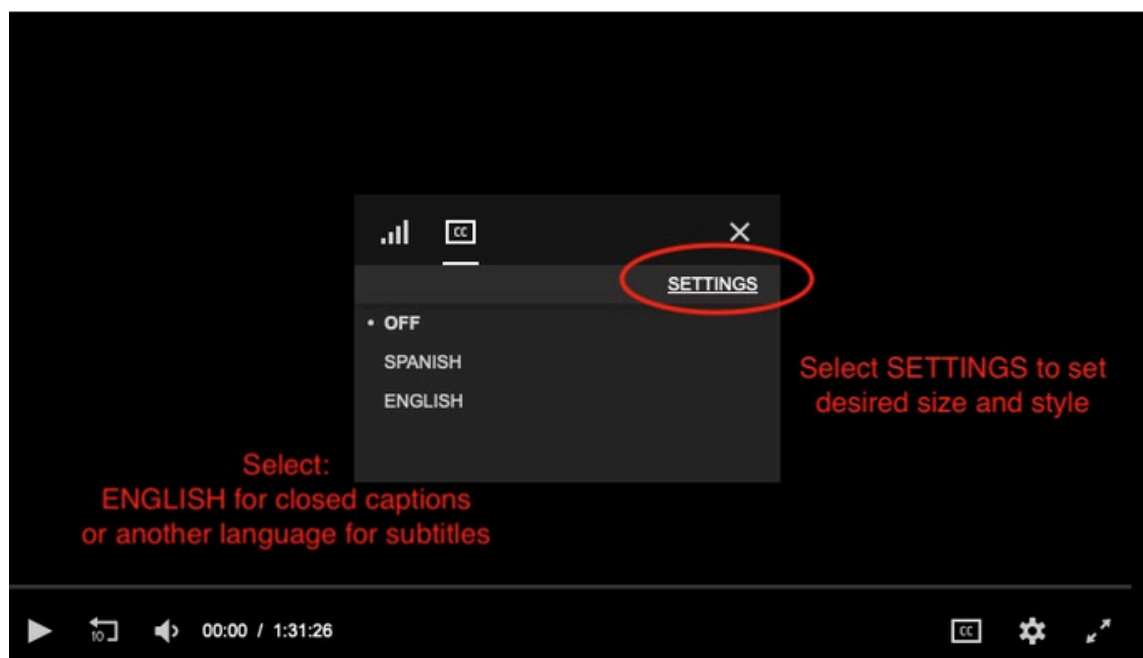 CC
SETTINGS
• OFF
SPANISH
ENGLISH
Select SETTINGS to set
desired size and style
Select:
ENGLISH for closed captions
or another language for subtitles
10
00:00 / 1:31:26
CC